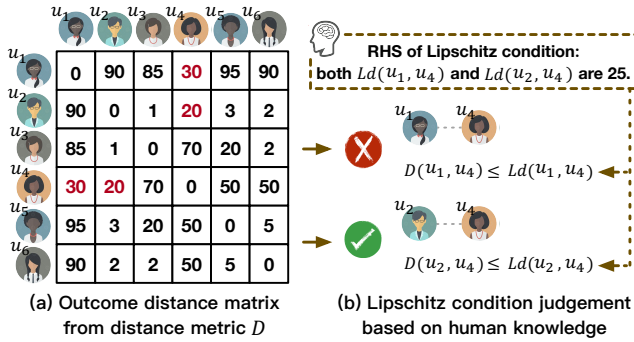 u₁ u₂ u₃ u₄ u₅ u₆
u₁ 0 90 85 30 95 90
u₂ 90 0 1 20 3 2
u₃ 85 1 0 70 20 2
u₄ 30 20 70 0 50 50
u₅ 95 3 20 50 0 5
u₆ 90 2 2 50 5 0
(a) Outcome distance matrix
from distance metric D
RHS of Lipschitz condition:
both Ld(u₁, u₄) and Ld(u₂, u₄) are 25.
u₁ u₄
D(u₁, u₄) ≤ Ld(u₁, u₄)
u₂ u₄
D(u₂, u₄) ≤ Ld(u₂, u₄)
(b) Lipschitz condition judgement
based on human knowledge